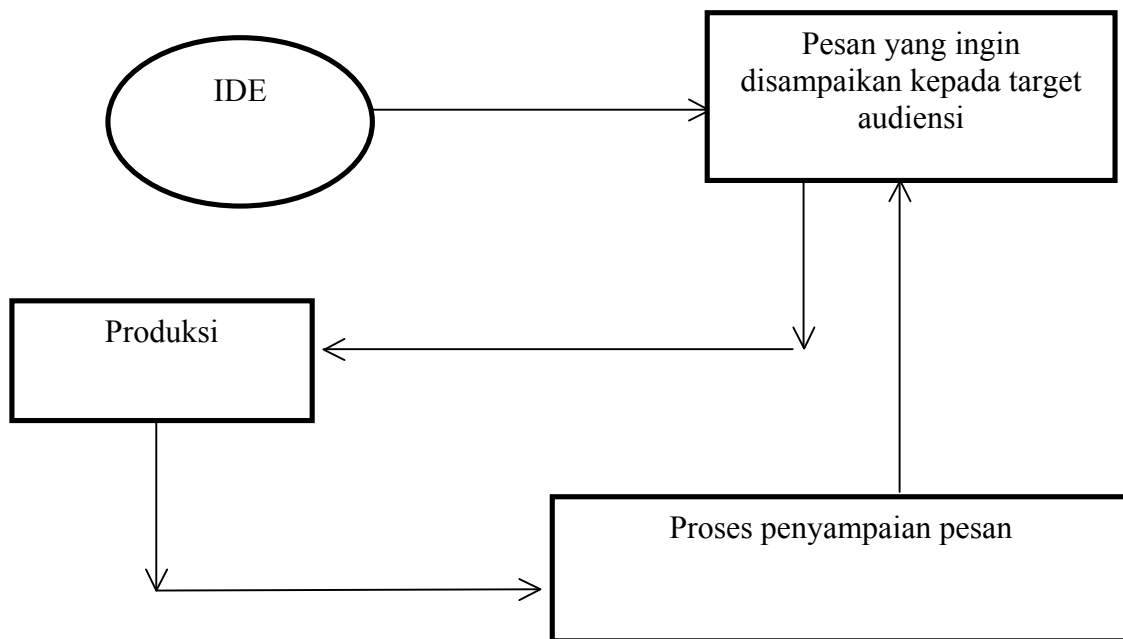 IDE
Pesan yang ingin
disampaikan kepada target
audiensi
Produksi
Proses penyampaian pesan